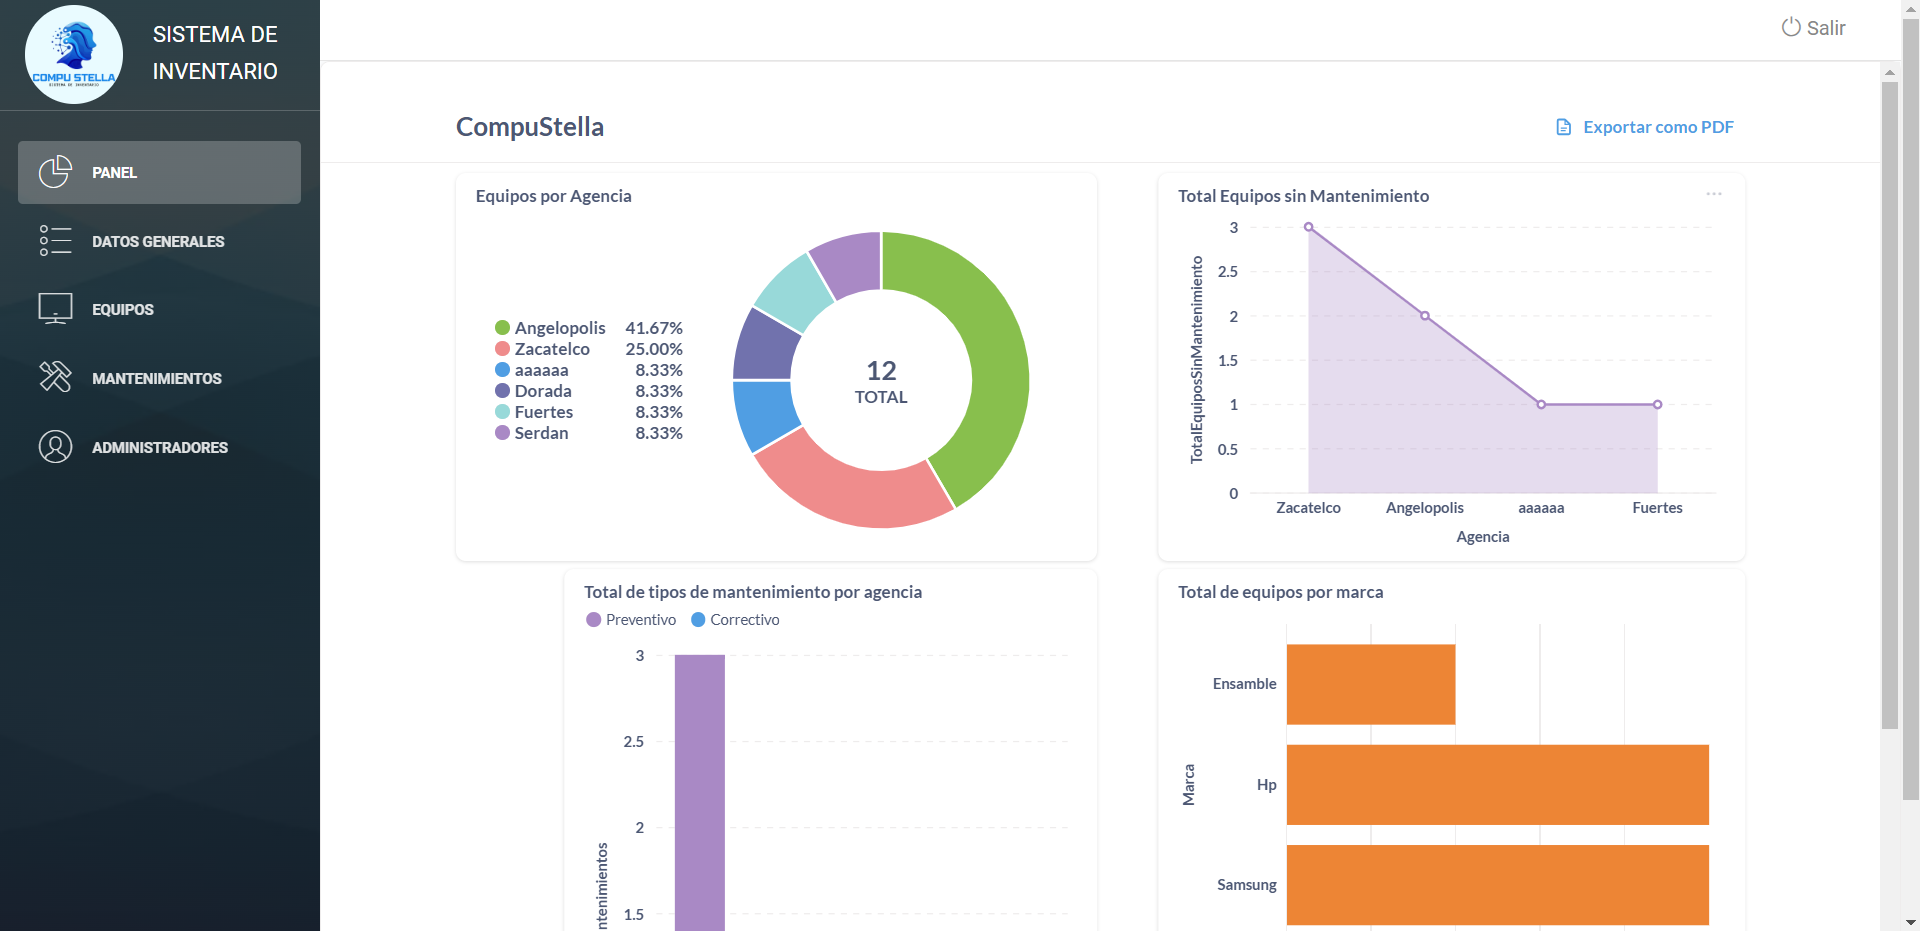 COMPU STELLA
SISTEMA DE INVENTARIO
SISTEMA DE
INVENTARIO
PANEL
DATOS GENERALES
EQUIPOS
MANTENIMIENTOS
ADMINISTRADORES
Salir
CompuStella
Exportar como PDF
Equipos por Agencia
Angelopolis 41.67%
Zacatelco 25.00%
aaaaaa 8.33%
Dorada 8.33%
Fuertes 8.33%
Serdan 8.33%
12
TOTAL
Total Equipos sin Mantenimiento
TotalEquiposSinMantenimiento
3
2.5
2
1.5
1
0.5
0
Zacatelco Angelopolis aaaaaa Fuertes
Agencia
Total de tipos de mantenimiento por agencia
Preventivo Correctivo
3
2.5
2
1.5
ntenimientos
Total de equipos por marca
Marca
Ensamble
Hp
Samsung